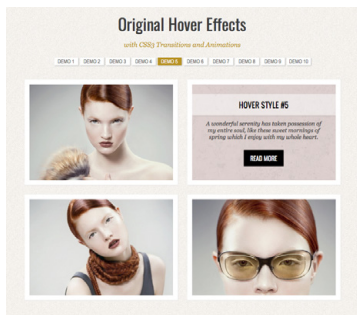 Original Hover Effects
with CSS3 Transitions and Animations
DEMO 1 DEMO 2 DEMO 3 DEMO 4 DEMO 5 DEMO 6 DEMO 7 DEMO 8 DEMO 9 DEMO 10
HOVER STYLE #5
A wonderful serenity has taken possession of
my entire soul, like these sweet mornings of
spring which I enjoy with my whole heart.
READ MORE